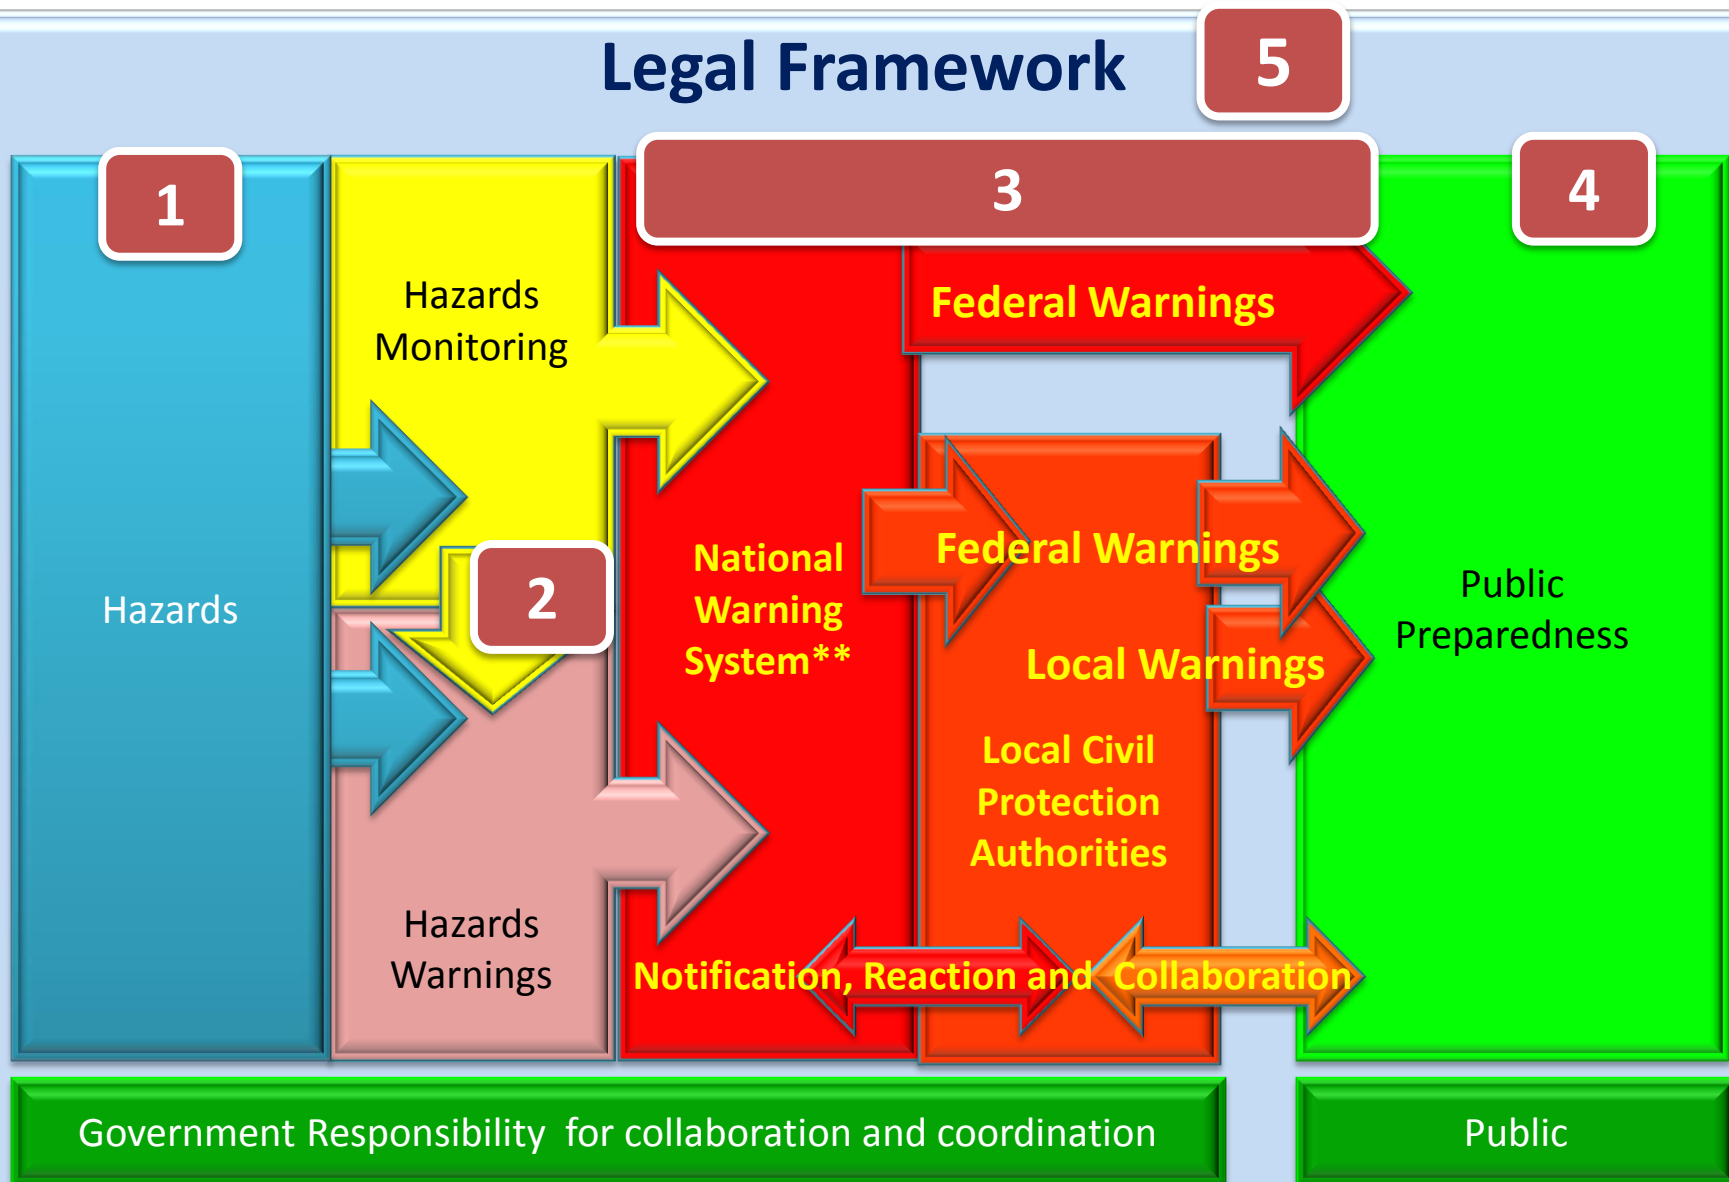 Legal Framework
5
1
3
4
Hazards
Monitoring
Federal Warnings
2
Hazards
National
Warning
System**
Federal Warnings
Local Warnings
Public
Preparedness
Local Civil
Protection
Authorities
Hazards
Warnings
Notification, Reaction and Collaboration
Government Responsibility for collaboration and coordination
Public